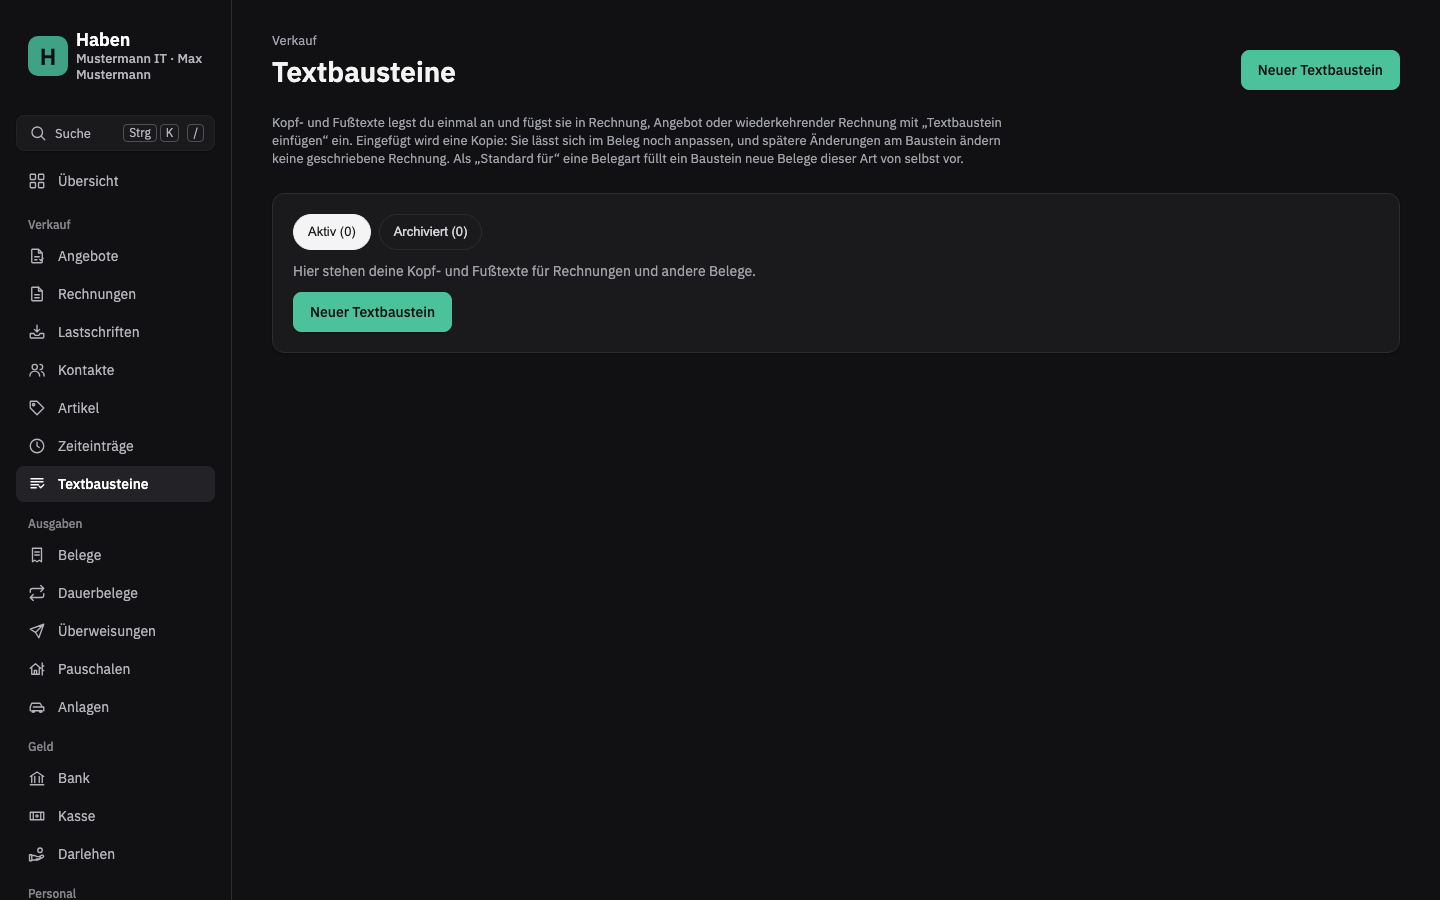 H
Haben
Mustermann IT · Max
Mustermann
Suche Strg K /
Übersicht
Verkauf
Angebote
Rechnungen
Lastschriften
Kontakte
Artikel
Zeiteinträge
Textbausteine
Ausgaben
Belege
Dauerbelege
Überweisungen
Pauschalen
Anlagen
Geld
Bank
Kasse
Darlehen
Personal
Verkauf
Textbausteine
Neuer Textbaustein
Kopf- und Fußtexte legst du einmal an und fügst sie in Rechnung, Angebot oder wiederkehrender Rechnung mit „Textbaustein
einfügen“ ein. Eingefügt wird eine Kopie: Sie lässt sich im Beleg noch anpassen, und spätere Änderungen am Baustein ändern
keine geschriebene Rechnung. Als „Standard für“ eine Belegart füllt ein Baustein neue Belege dieser Art von selbst vor.
Aktiv (0) Archiviert (0)
Hier stehen deine Kopf- und Fußtexte für Rechnungen und andere Belege.
Neuer Textbaustein